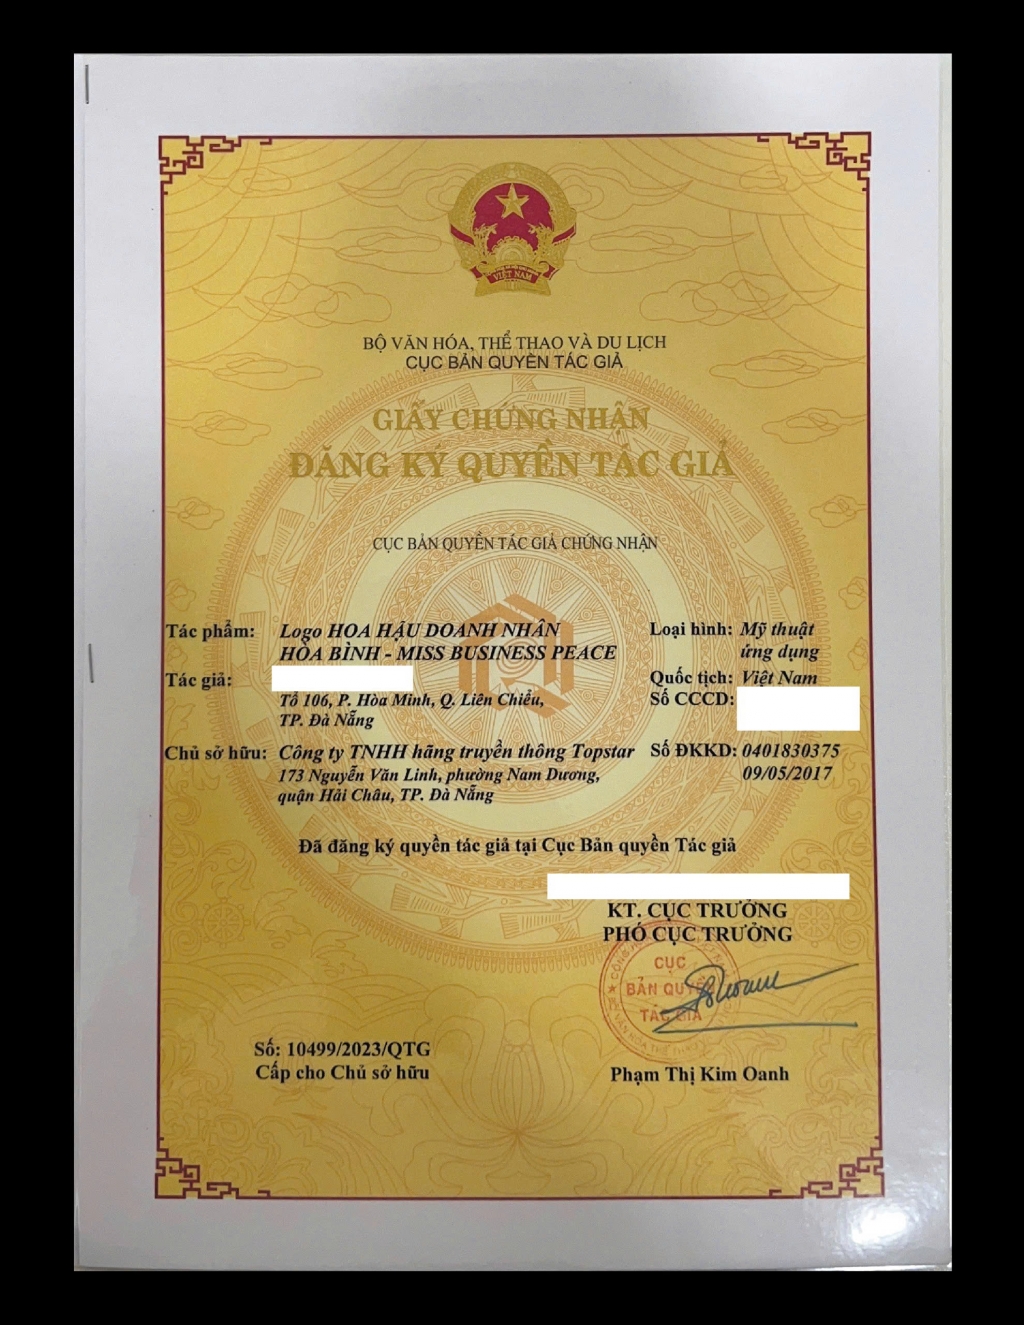 VIỆT NAM
BỘ VĂN HÓA, THỂ THAO VÀ DU LỊCH
CỤC BẢN QUYỀN TÁC GIẢ
GIẤY CHỨNG NHẬN
ĐĂNG KÝ QUYỀN TÁC GIẢ
CỤC BẢN QUYỀN TÁC GIẢ CHỨNG NHẬN
Tác phẩm: Logo HOA HẬU DOANH NHÂN
HÒA BÌNH - MISS BUSINESS PEACE
Loại hình: Mỹ thuật
ứng dụng
Tác giả:
Tổ 106, P. Hòa Minh, Q. Liên Chiểu,
TP. Đà Nẵng
Quốc tịch: Việt Nam
Số CCCD:
Chủ sở hữu: Công ty TNHH hãng truyền thông Topstar
173 Nguyễn Văn Linh, phường Nam Dương,
quận Hải Châu, TP. Đà Nẵng
Số ĐKKD: 0401830375
09/05/2017
Đã đăng ký quyền tác giả tại Cục Bản quyền Tác giả
KT. CỤC TRƯỞNG
PHÓ CỤC TRƯỞNG
CỤC
BẢN QUYỀN
TÁC GIẢ
Số: 10499/2023/QTG
Cấp cho Chủ sở hữu
Phạm Thị Kim Oanh